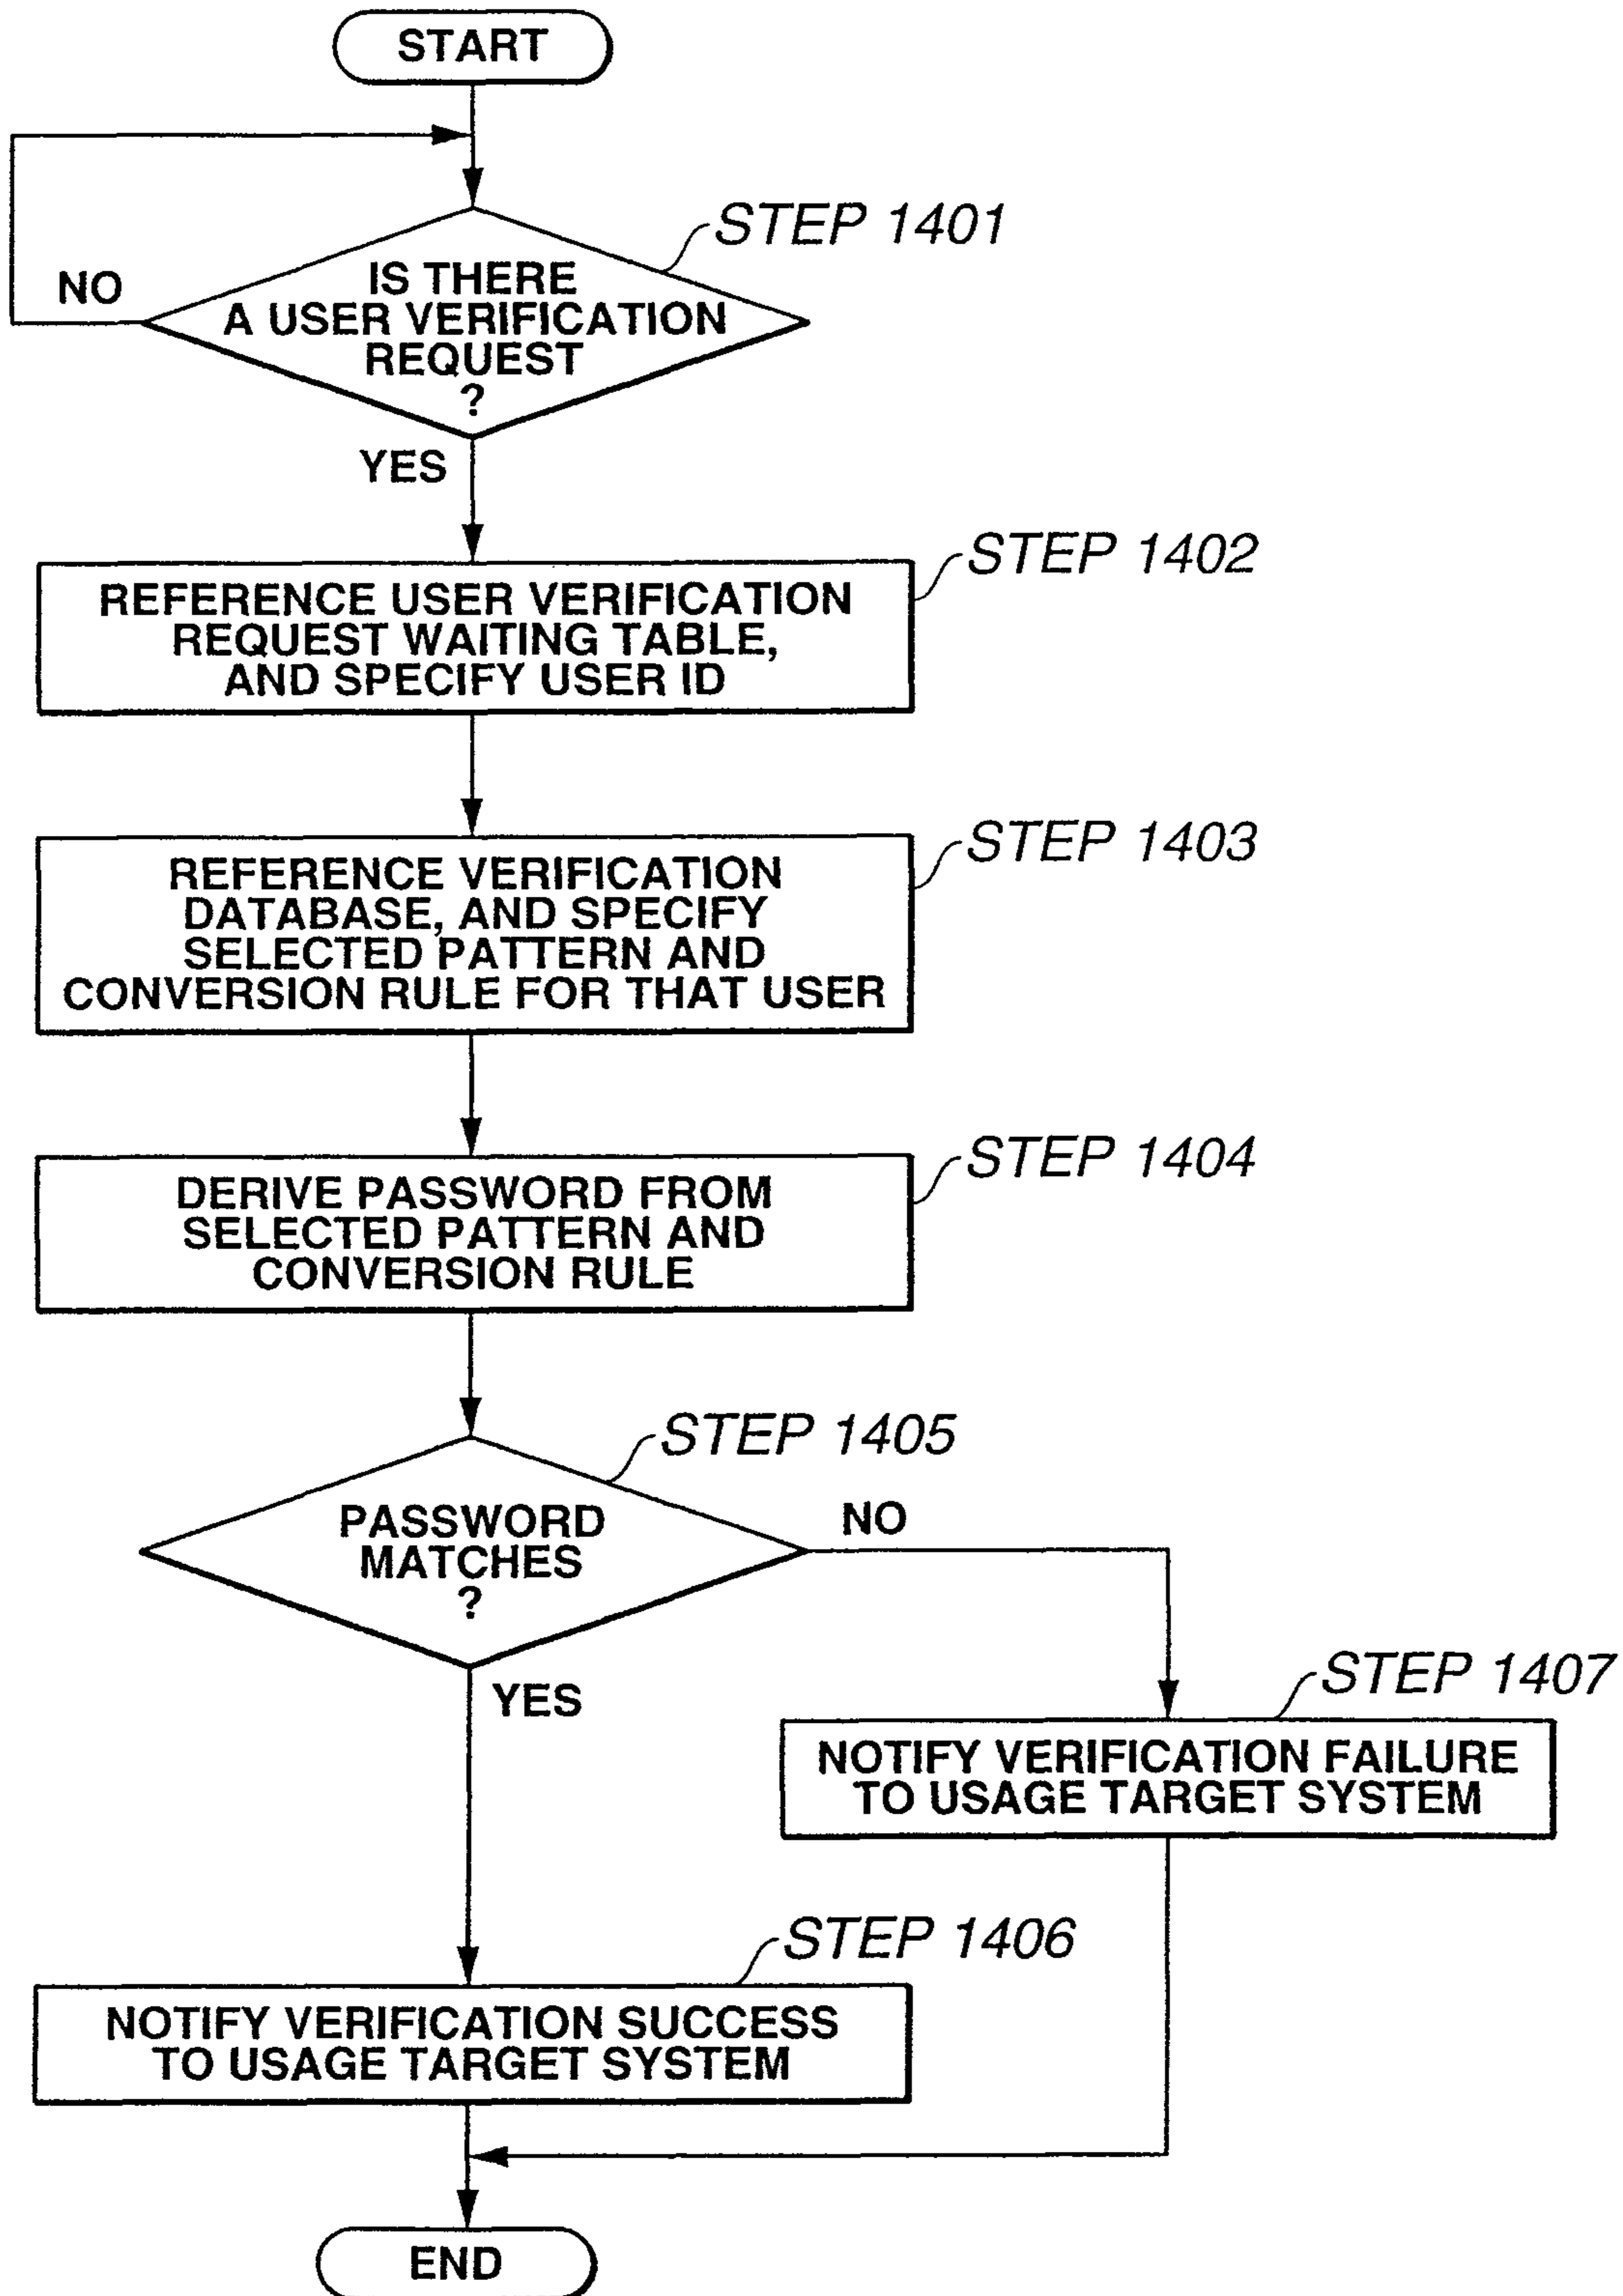 START
STEP 1401
NO
IS THERE
A USER VERIFICATION
REQUEST
?
YES
STEP 1402
REFERENCE USER VERIFICATION
REQUEST WAITING TABLE,
AND SPECIFY USER ID
STEP 1403
REFERENCE VERIFICATION
DATABASE, AND SPECIFY
SELECTED PATTERN AND
CONVERSION RULE FOR THAT USER
STEP 1404
DERIVE PASSWORD FROM
SELECTED PATTERN AND
CONVERSION RULE
STEP 1405
PASSWORD
MATCHES
?
NO
YES
STEP 1407
NOTIFY VERIFICATION FAILURE
TO USAGE TARGET SYSTEM
STEP 1406
NOTIFY VERIFICATION SUCCESS
TO USAGE TARGET SYSTEM
END